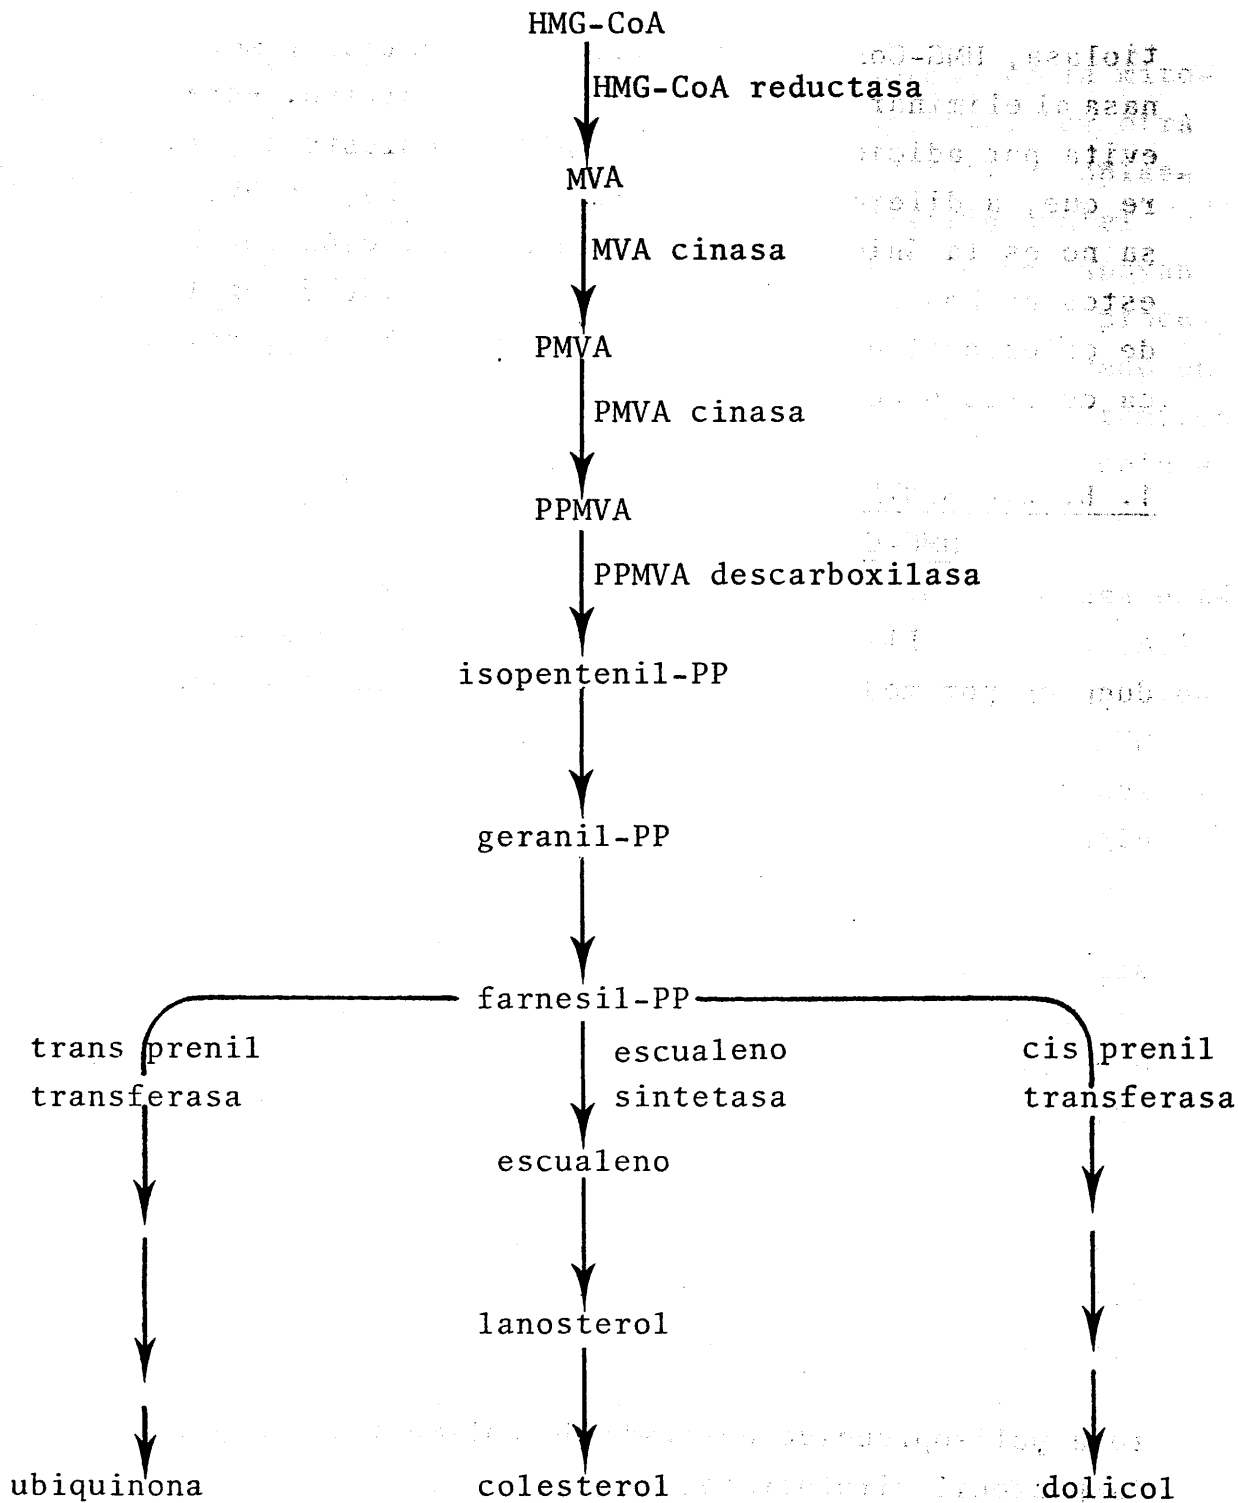 HMG-CoA
HMG-CoA reductasa
MVA
MVA cinasa
PMVA
PMVA cinasa
PPMVA
PPMVA descarboxilasa
isopentenil-PP
geranil-PP
farnesil-PP
trans prenil
transferasa
escualeno
sintetasa
cis prenil
transferasa
escualeno
lanosterol
ubiquinona
colesterol
dolicol